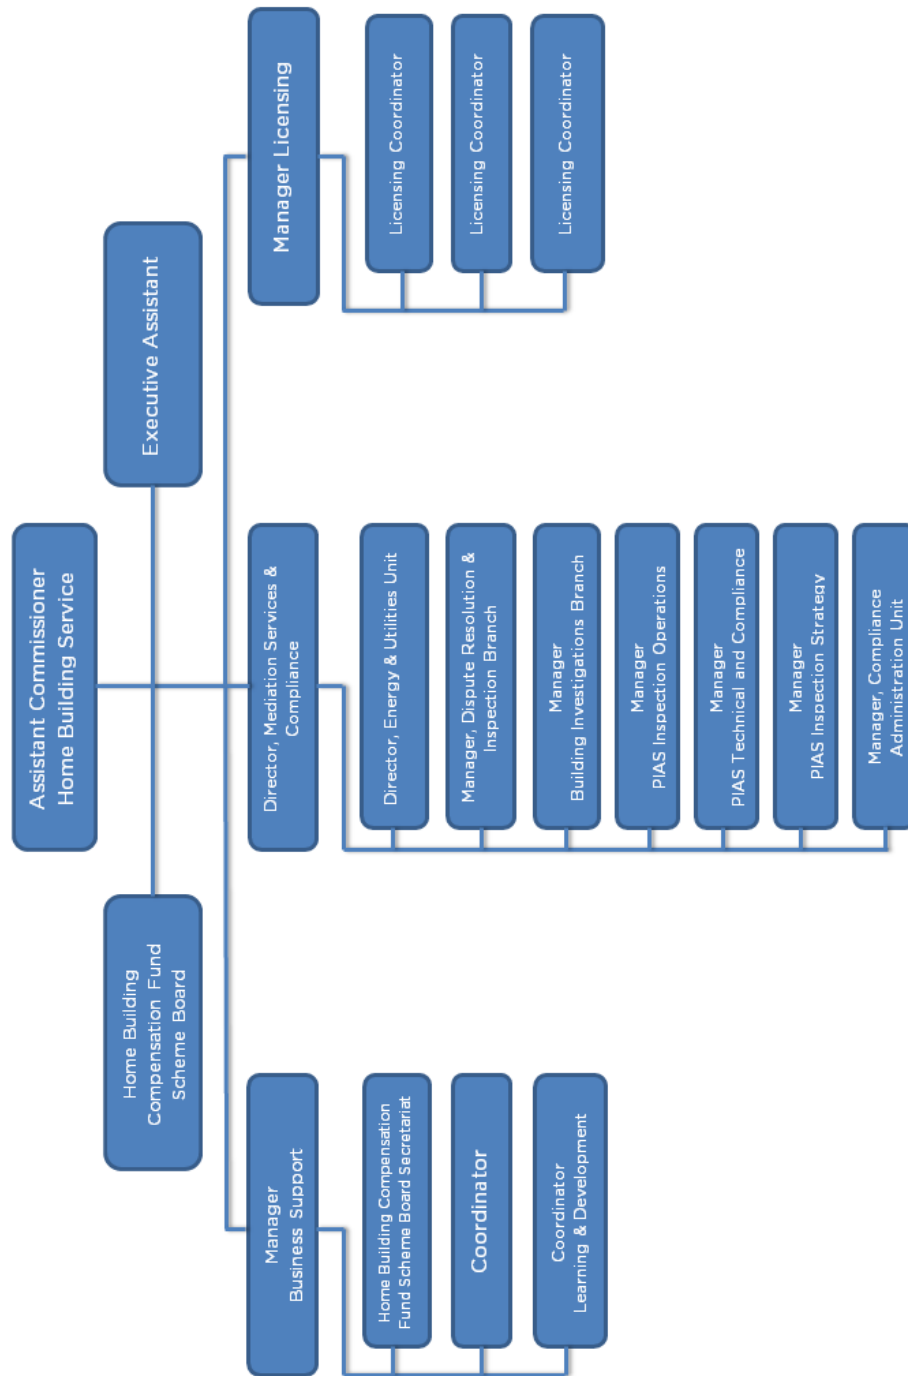 Assistant Commissioner
Home Building Service
Home Building
Compensation Fund
Scheme Board
Executive Assistant
Manager
Business Support
Home Building Compensation
Fund Scheme Board Secretariat
Coordinator
Coordinator
Learning & Development
Director, Mediation Services &
Compliance
Director, Energy & Utilities Unit
Manager, Dispute Resolution &
Inspection Branch
Manager
Building Investigations Branch
Manager
PIAS Inspection Operations
Manager
PIAS Technical and Compliance
Manager
PIAS Inspection Strategy
Manager, Compliance
Administration Unit
Manager Licensing
Licensing Coordinator
Licensing Coordinator
Licensing Coordinator